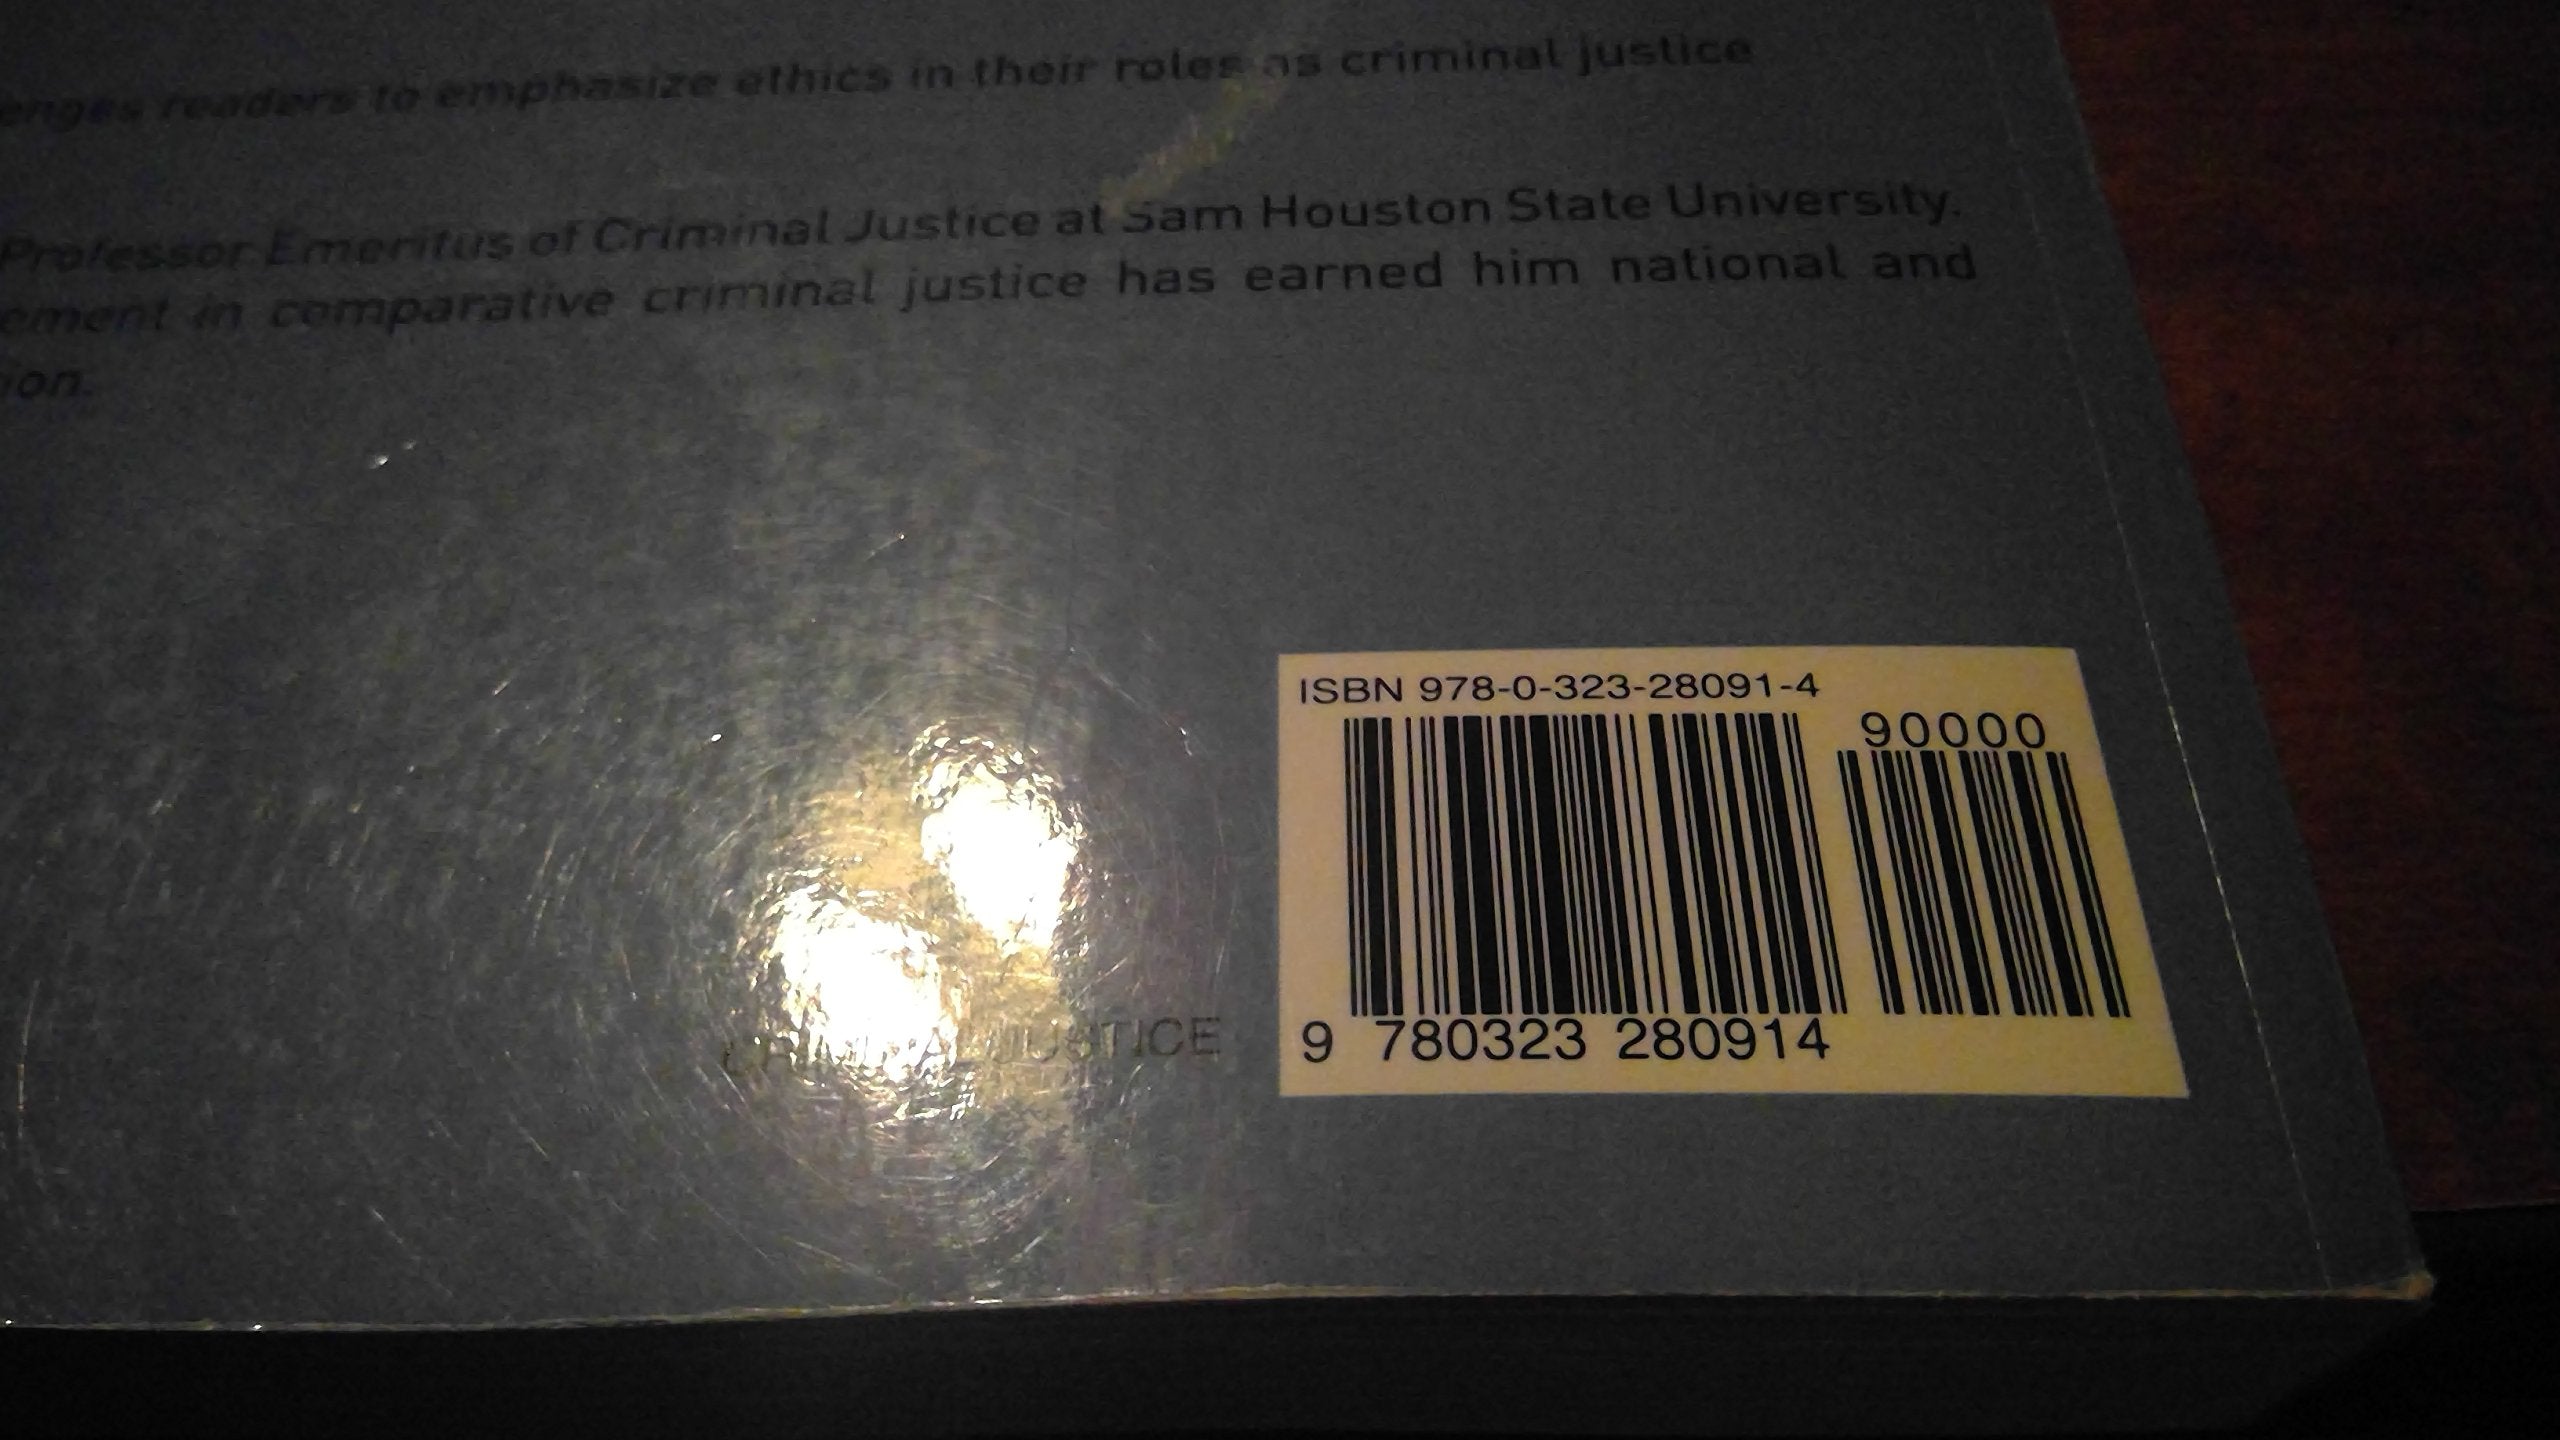 enges readers to emphasize ethics in their roles as criminal justice
Professor Emeritus of Criminal Justice at Sam Houston State University.
ement in comparative criminal justice has earned him national and
ion.
ISBN 978-0-323-28091-4
90000
9 780323 280914
CRIMINAL JUSTICE